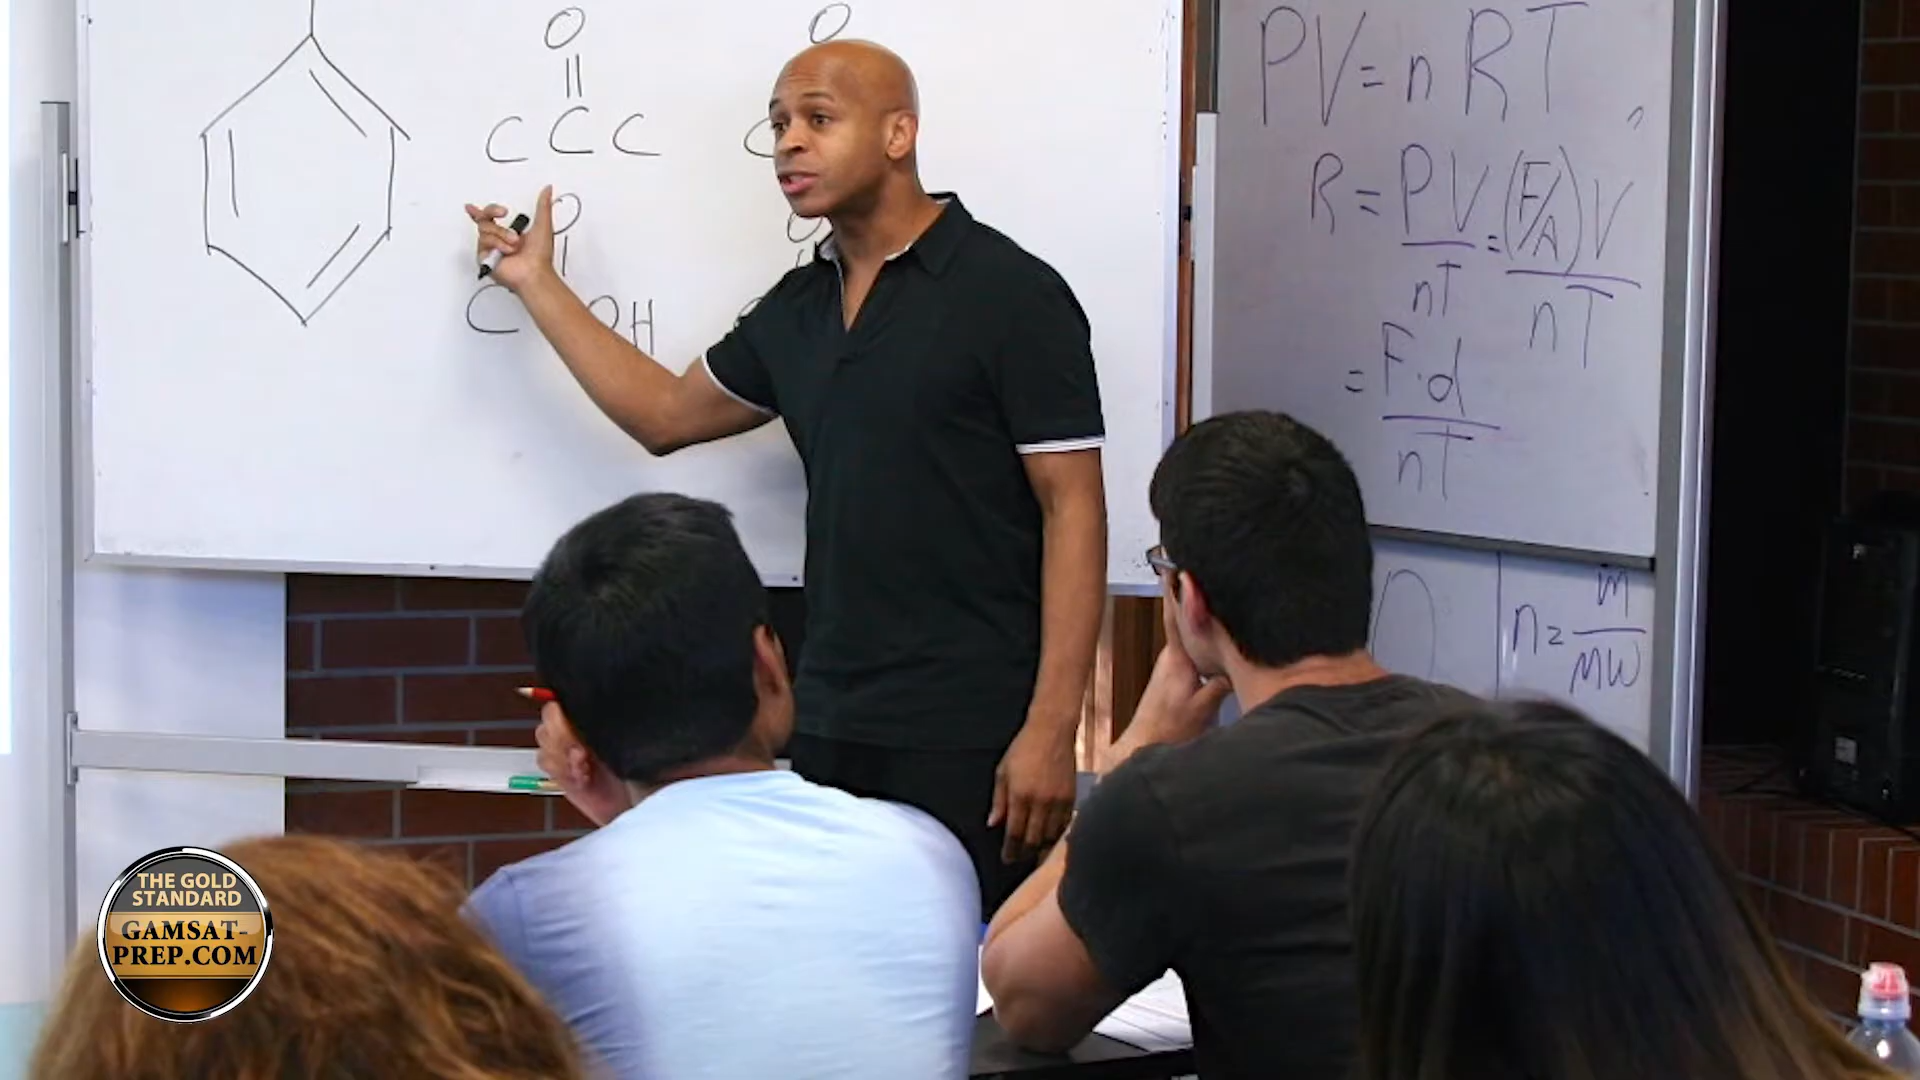 O
O
C C C
O
O
C OH
PV = nRT
R = PV = (F/A)V
nT nT
= F·d
nT
n = m
MW
THE GOLD
STANDARD
GAMSAT-
PREP.COM